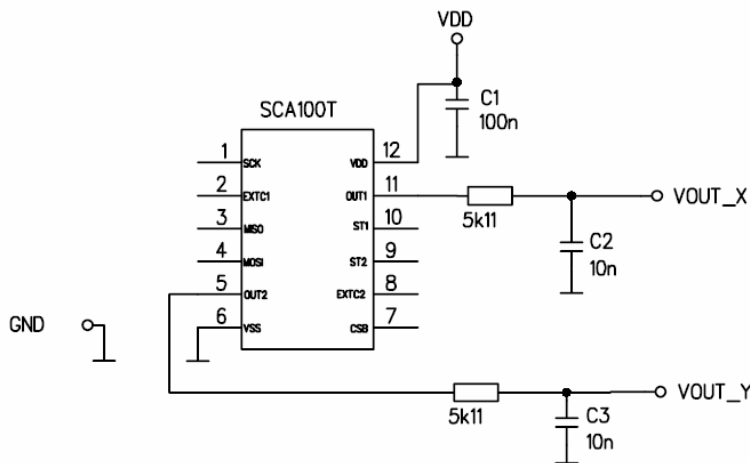 VDD
C1
100n
SCA100T
1 SCK
VDD 12
2 EXTC1
OUT1 11
VOUT_X
5k11
3 MISO
ST1 10
C2
10n
4 MOSI
ST2 9
5 OUT2
EXTC2 8
GND
6 VSS
CSB 7
VOUT_Y
5k11
C3
10n